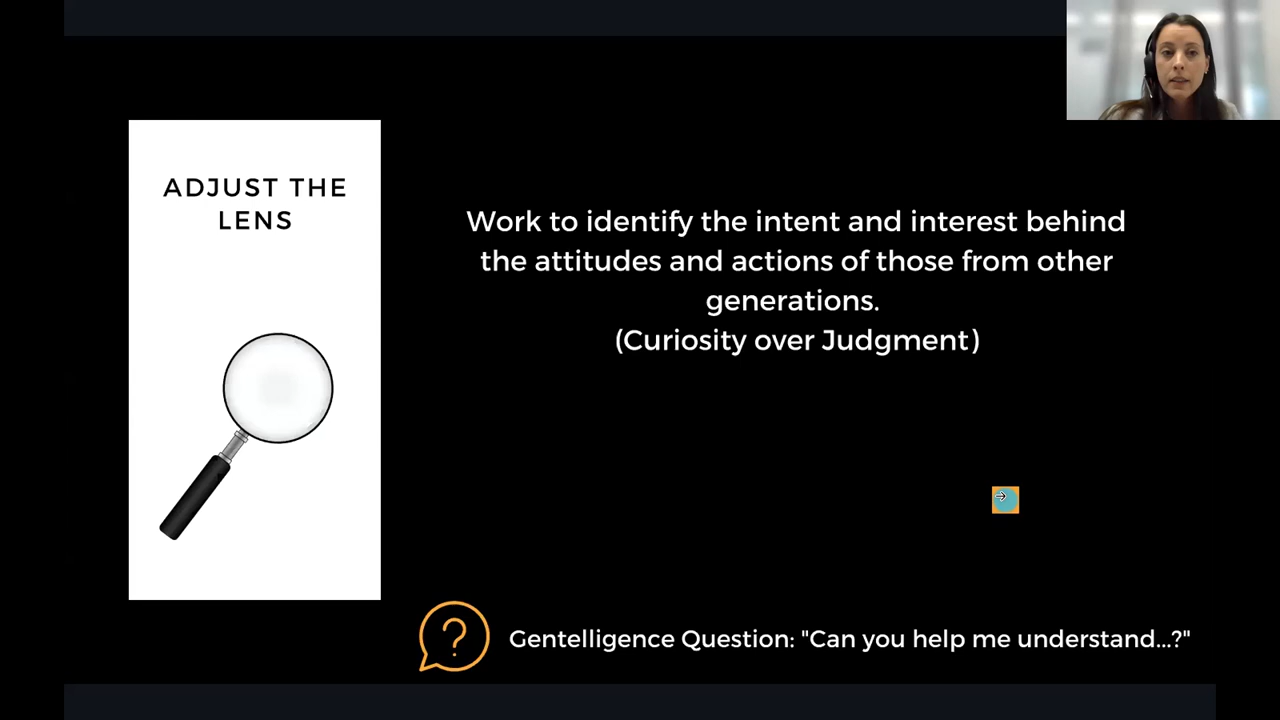 ADJUST THE
LENS
Work to identify the intent and interest behind
the attitudes and actions of those from other
generations.
(Curiosity over Judgment)
Gentelligence Question: "Can you help me understand...?"